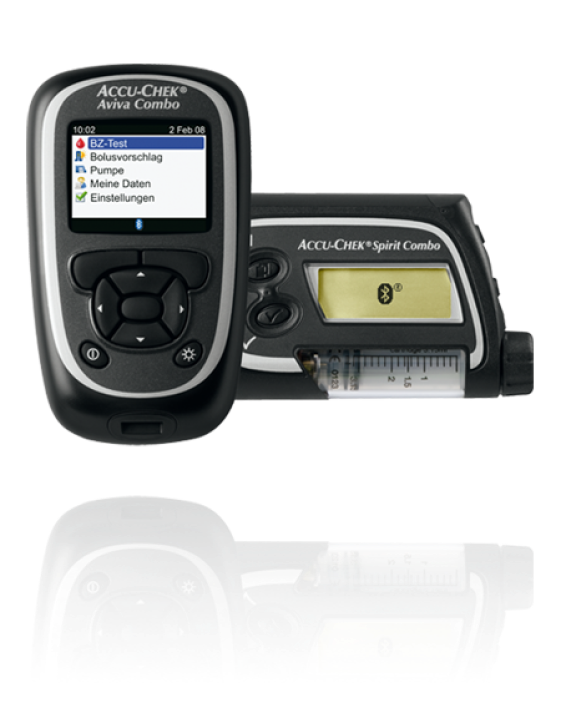 ACCU-CHEK®
Aviva Combo
10:02 2 Feb 08
BZ-Test
Bolusvorschlag
Pumpe
Meine Daten
Einstellungen
ACCU-CHEK® Spirit Combo
®
0123
2 1.5 1